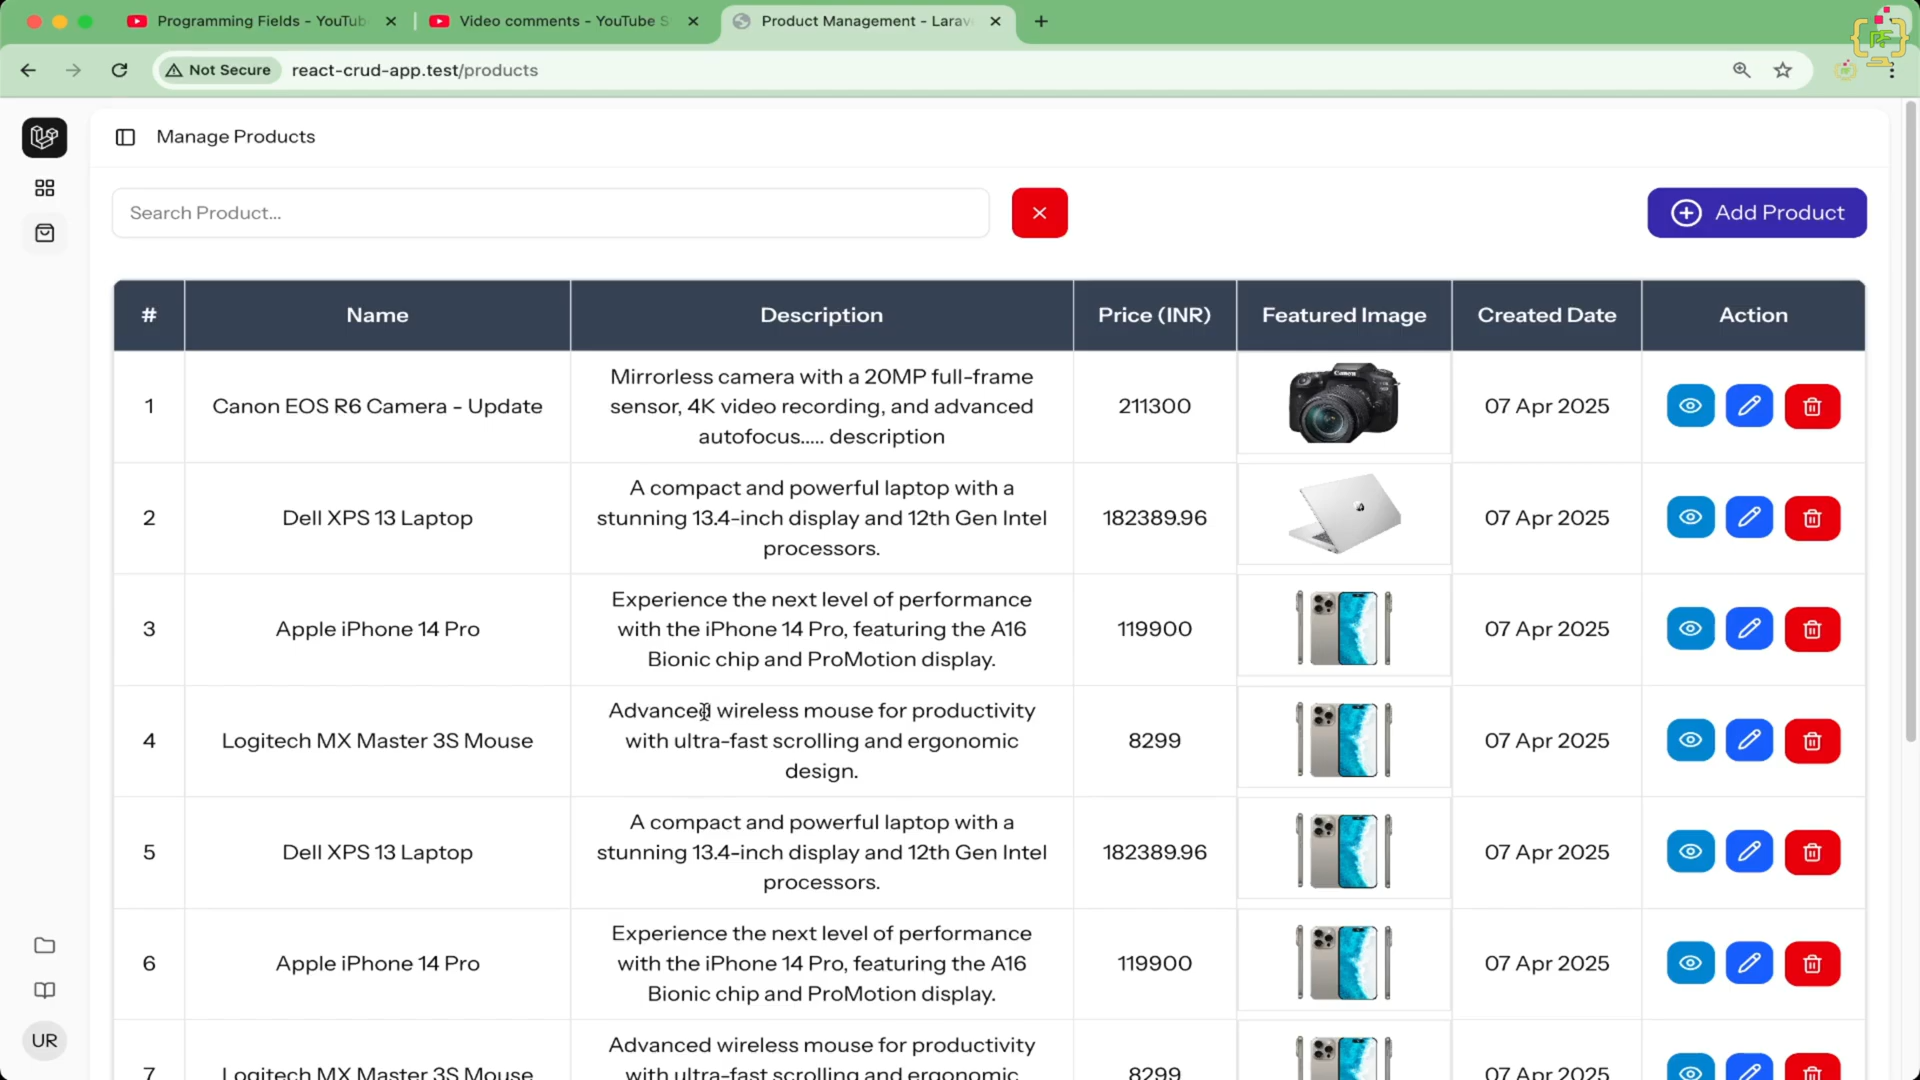 Programming Fields - YouTub
Video comments - YouTube S
Product Management - Larav
Not Secure
react-crud-app.test/products
Manage Products
Search Product...
Add Product
# Name Description Price (INR) Featured Image Created Date Action
1 Canon EOS R6 Camera - Update Mirrorless camera with a 20MP full-frame
sensor, 4K video recording, and advanced
autofocus..... description 211300 07 Apr 2025
2 Dell XPS 13 Laptop A compact and powerful laptop with a
stunning 13.4-inch display and 12th Gen Intel
processors. 182389.96 07 Apr 2025
3 Apple iPhone 14 Pro Experience the next level of performance
with the iPhone 14 Pro, featuring the A16
Bionic chip and ProMotion display. 119900 07 Apr 2025
4 Logitech MX Master 3S Mouse Advanced wireless mouse for productivity
with ultra-fast scrolling and ergonomic
design. 8299 07 Apr 2025
5 Dell XPS 13 Laptop A compact and powerful laptop with a
stunning 13.4-inch display and 12th Gen Intel
processors. 182389.96 07 Apr 2025
6 Apple iPhone 14 Pro Experience the next level of performance
with the iPhone 14 Pro, featuring the A16
Bionic chip and ProMotion display. 119900 07 Apr 2025
7 Logitech MX Master 3S Mouse Advanced wireless mouse for productivity
with ultra-fast scrolling and ergonomic 8299 07 Apr 2025
UR